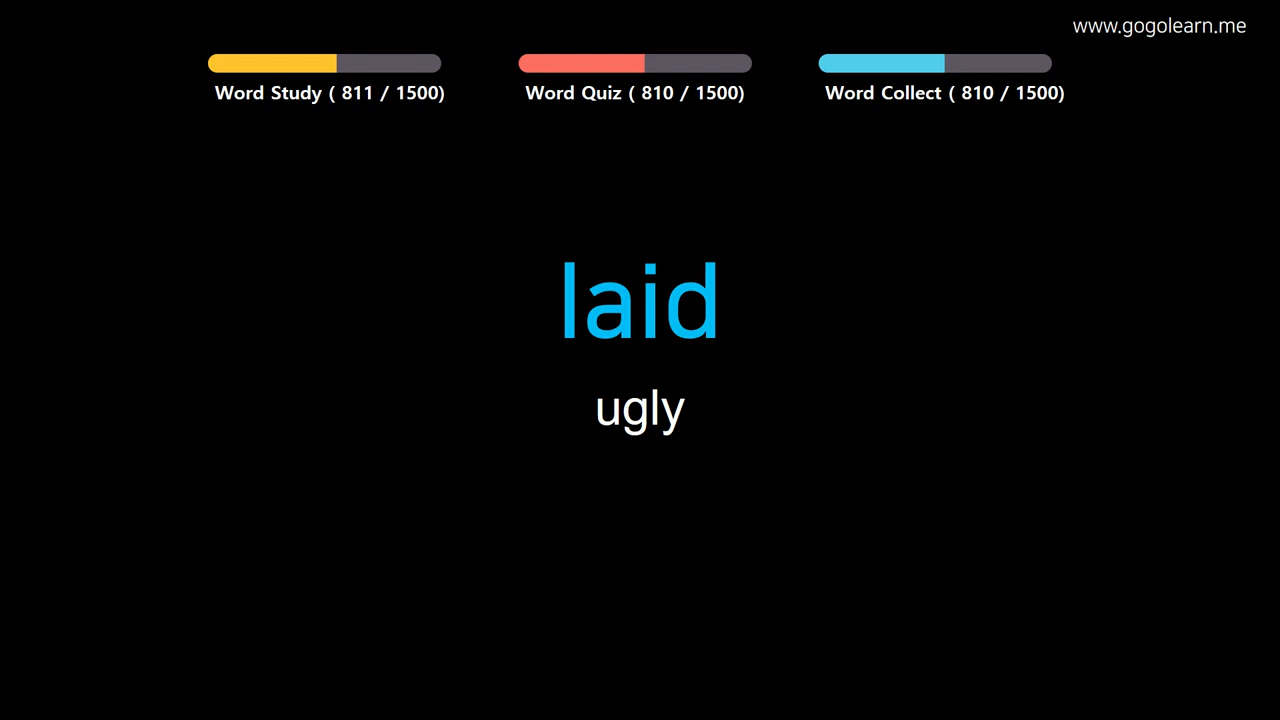 www.gogolearn.me
Word Study ( 811 / 1500)
Word Quiz ( 810 / 1500)
Word Collect ( 810 / 1500)
laid
ugly